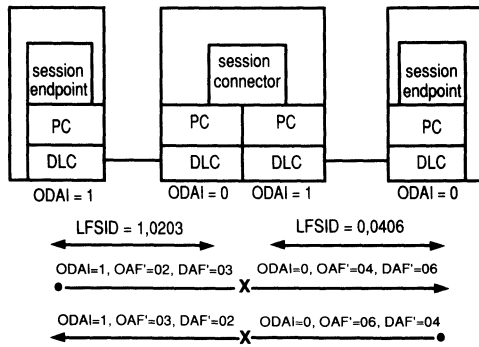 session endpoint
session connector
session endpoint
PC
PC
PC
PC
DLC
DLC
DLC
DLC
ODAI = 1
ODAI = 0
ODAI = 1
ODAI = 0
LFSID = 1,0203
LFSID = 0,0406
ODAI=1, OAF'=02, DAF'=03
ODAI=0, OAF'=04, DAF'=06
X
ODAI=1, OAF'=03, DAF'=02
ODAI=0, OAF'=06, DAF'=04
X